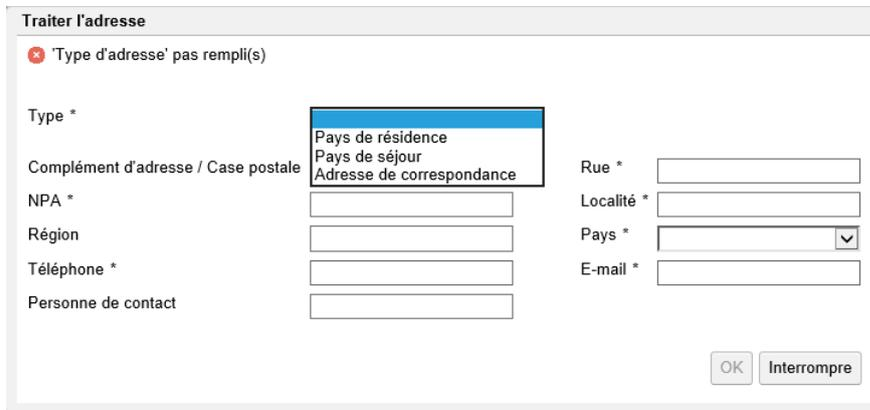 Traiter l'adresse
'Type d'adresse' pas rempli(s)
Type *
Pays de résidence
Pays de séjour
Adresse de correspondance
Complément d'adresse / Case postale
Rue *
NPA *
Localité *
Région
Pays *
Téléphone *
E-mail *
Personne de contact
OK
Interrompre